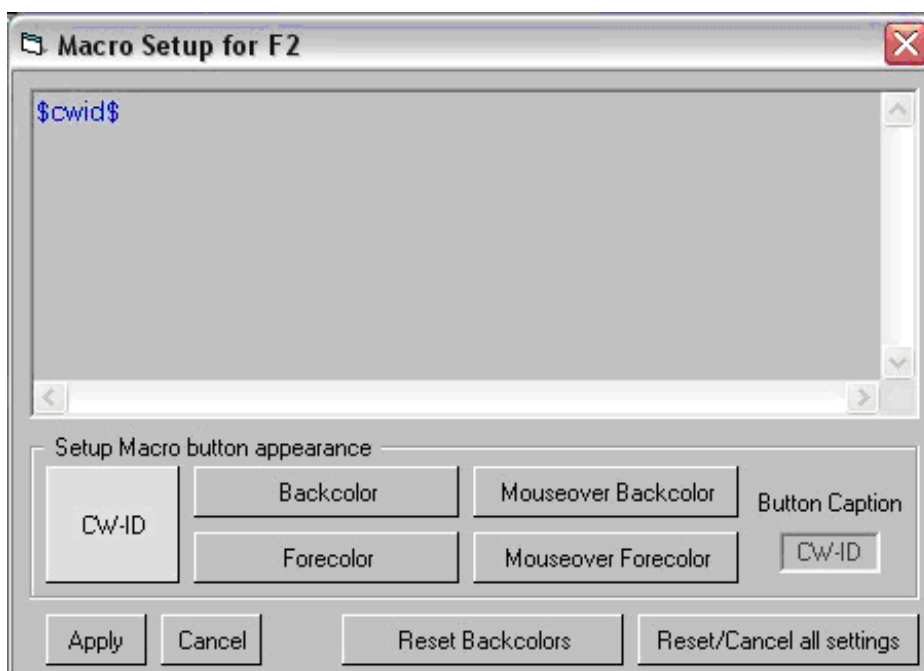 Macro Setup for F2
$cwid$
Setup Macro button appearance
CW-ID
Backcolor
Mouseover Backcolor
Button Caption
Forecolor
Mouseover Forecolor
CW-ID
Apply
Cancel
Reset Backcolors
Reset/Cancel all settings